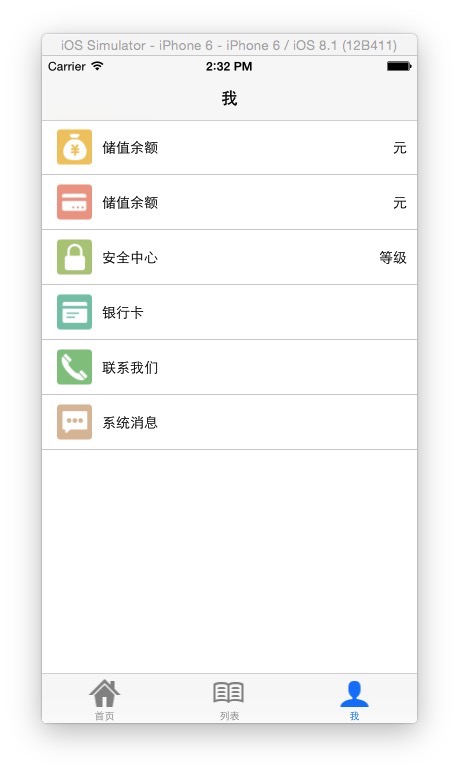 iOS Simulator - iPhone 6 - iPhone 6 / iOS 8.1 (12B411)
Carrier 2:32 PM
我
储值余额 元
储值余额 元
安全中心 等级
银行卡
联系我们
系统消息
首页 列表 我